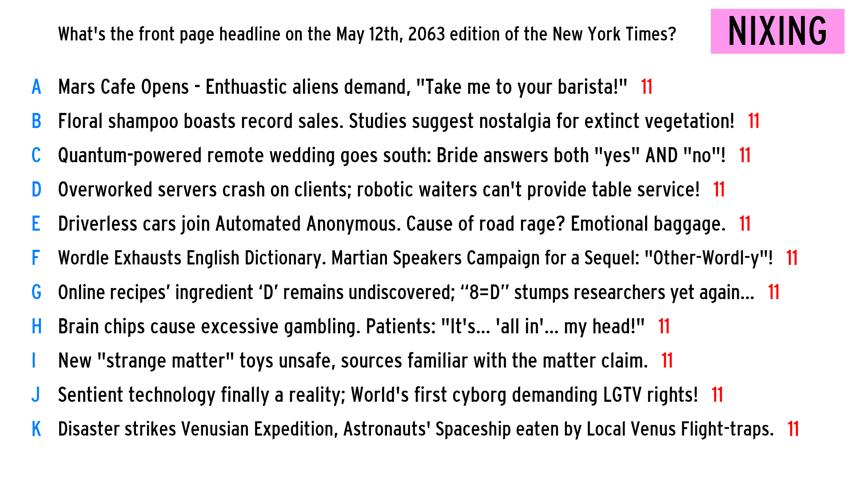 What's the front page headline on the May 12th, 2063 edition of the New York Times?
NIXING
A Mars Cafe Opens - Enthuastic aliens demand, "Take me to your barista!" 11
B Floral shampoo boasts record sales. Studies suggest nostalgia for extinct vegetation! 11
C Quantum-powered remote wedding goes south: Bride answers both "yes" AND "no"! 11
D Overworked servers crash on clients; robotic waiters can't provide table service! 11
E Driverless cars join Automated Anonymous. Cause of road rage? Emotional baggage. 11
F Wordle Exhausts English Dictionary. Martian Speakers Campaign for a Sequel: "Other-Wordl-y"! 11
G Online recipes’ ingredient ‘D’ remains undiscovered; “8=D” stumps researchers yet again... 11
H Brain chips cause excessive gambling. Patients: "It's... 'all in'... my head!" 11
I New "strange matter" toys unsafe, sources familiar with the matter claim. 11
J Sentient technology finally a reality; World's first cyborg demanding LGTV rights! 11
K Disaster strikes Venusian Expedition, Astronauts' Spaceship eaten by Local Venus Flight-traps. 11